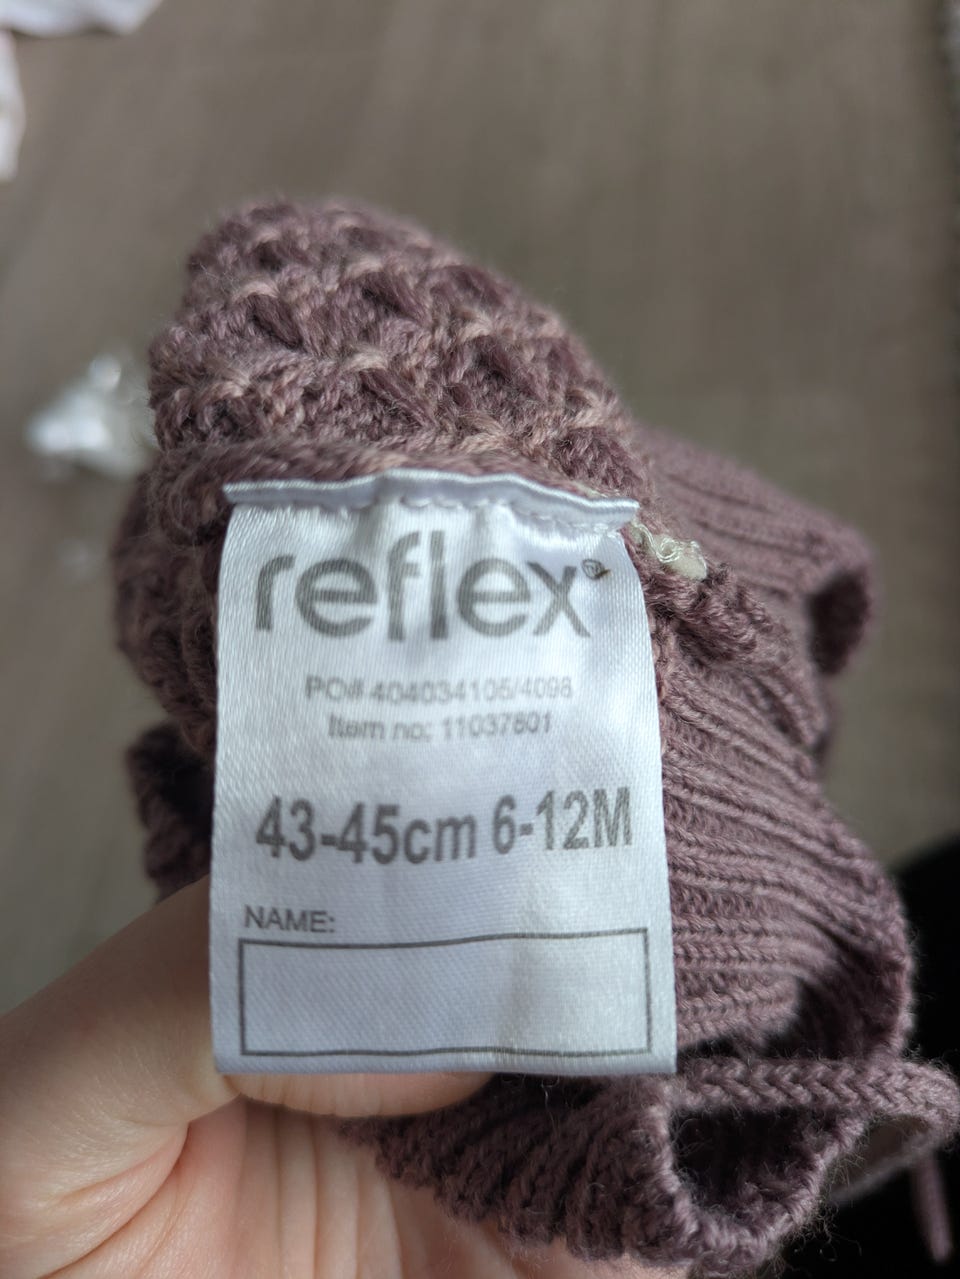 reflex®
PO# 404034105/4098
Item no: 11037601
43-45cm 6-12M
NAME: